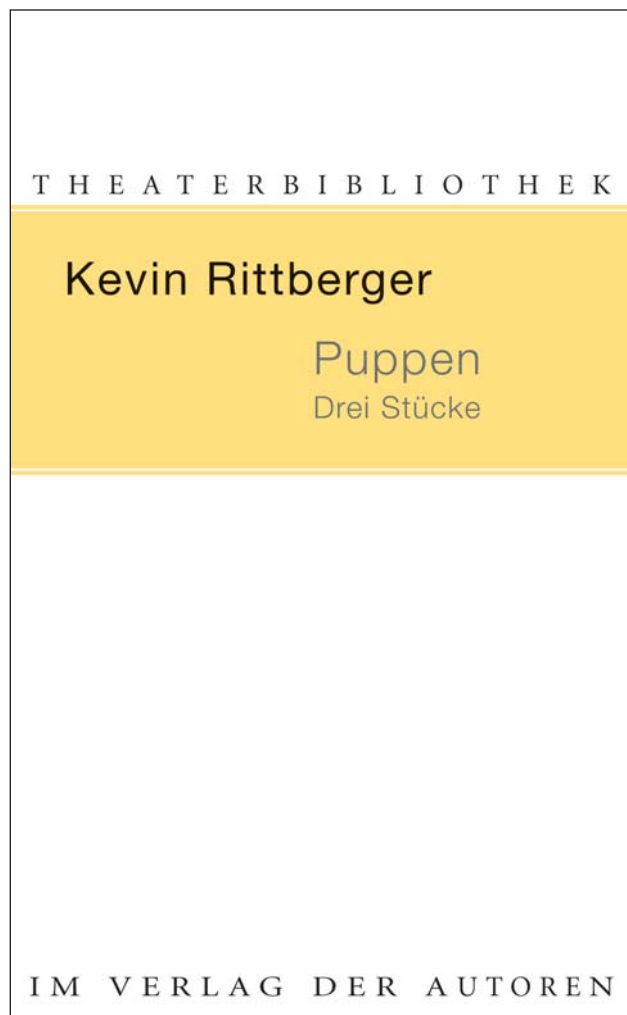 THEATERBIBLIOTHEK
Kevin Rittberger
Puppen
Drei Stücke
IM VERLAG DER AUTOREN